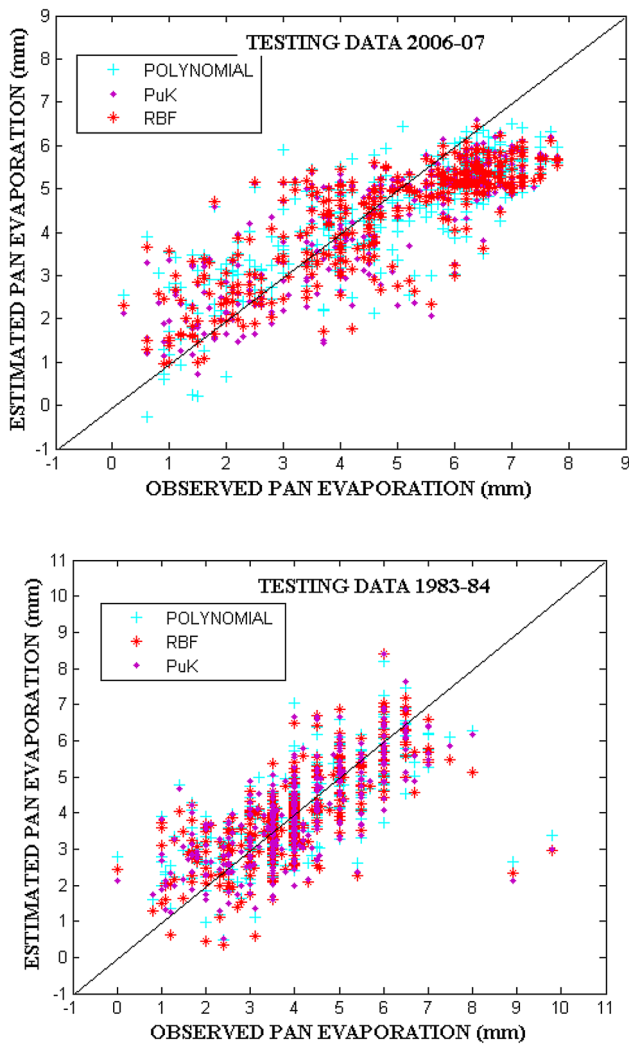 TESTING DATA 2006-07
POLYNOMIAL
PuK
RBF
ESTIMATED PAN EVAPORATION (mm)
9
8
7
6
5
4
3
2
1
0
-1
-1 0 1 2 3 4 5 6 7 8 9
OBSERVED PAN EVAPORATION (mm)
TESTING DATA 1983-84
POLYNOMIAL
RBF
PuK
ESTIMATED PAN EVAPORATION (mm)
11
10
9
8
7
6
5
4
3
2
1
0
-1
-1 0 1 2 3 4 5 6 7 8 9 10 11
OBSERVED PAN EVAPORATION (mm)